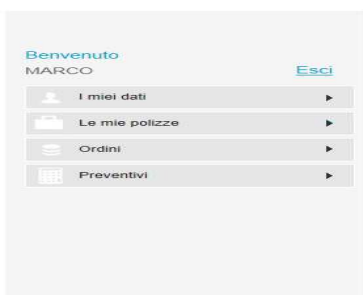 Benvenuto
MARCO Esci
I miei dati
Le mie polizze
Ordini
Preventivi